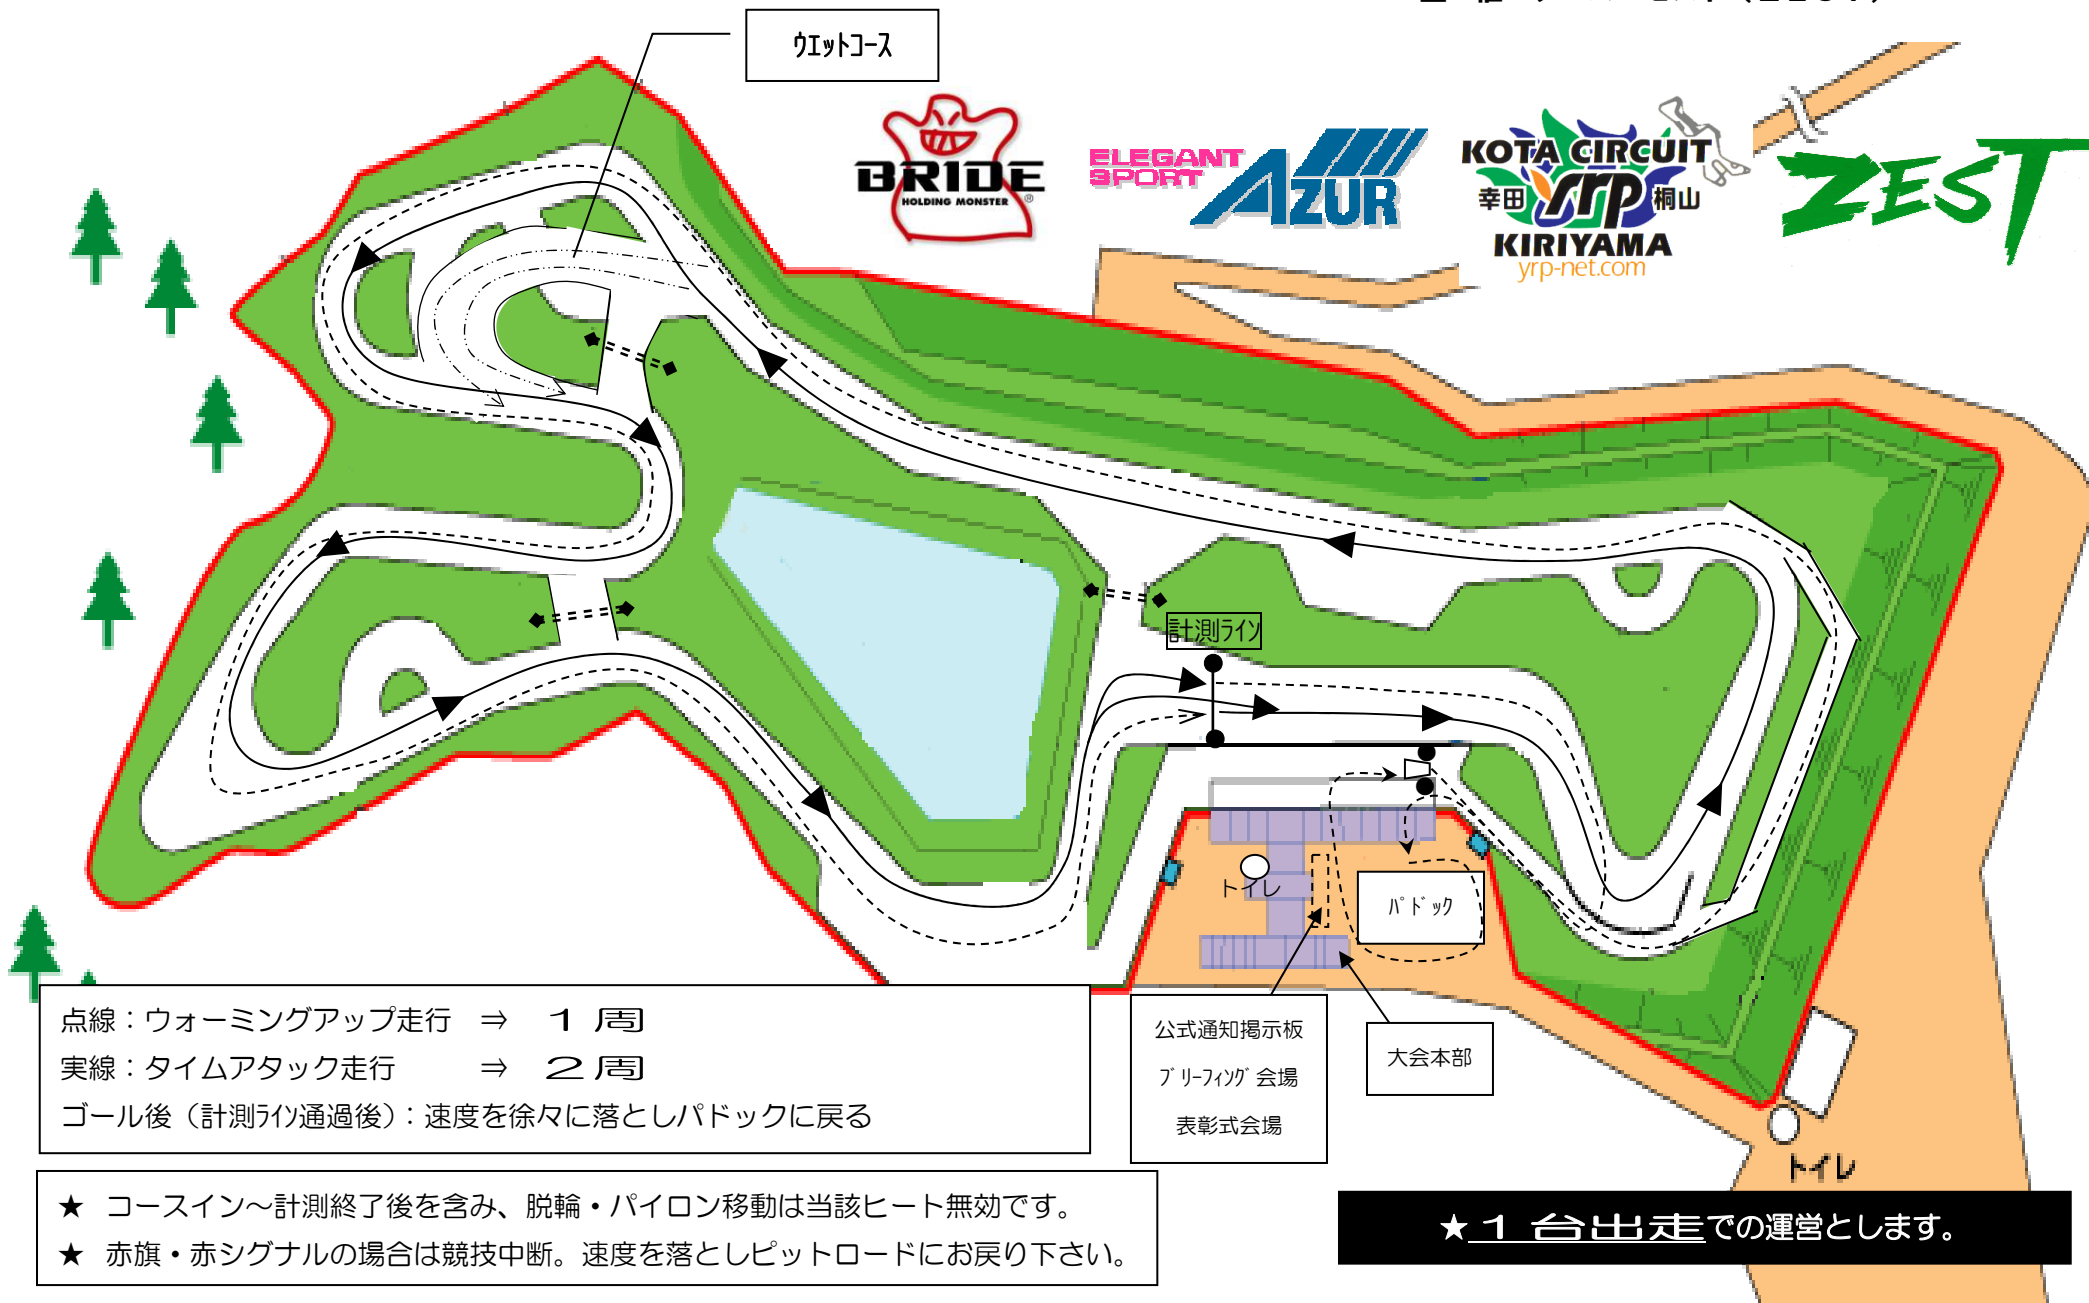 ｳｴｯﾄｺｰｽ
BRIDE
HOLDING MONSTER
®
ELEGANT
SPORT
AZUR
KOTA CIRCUIT
幸田 yrp 桐山
KIRIYAMA
yrp-net.com
ZEST
計測ﾗｲﾝ
トイレ
ﾊﾟﾄﾞｯｸ
点線：ウォーミングアップ走行 ⇒ １周
実線：タイムアタック走行 ⇒ ２周
ゴール後（計測ﾗｲﾝ通過後）：速度を徐々に落としパドックに戻る
公式通知掲示板
ﾌﾞﾘｰﾌｨﾝｸﾞ会場
表彰式会場
大会本部
トイレ
★ コースイン～計測終了後を含み、脱輪・パイロン移動は当該ヒート無効です。
★ 赤旗・赤シグナルの場合は競技中断。速度を落としピットロードにお戻り下さい。
★１台出走での運営とします。